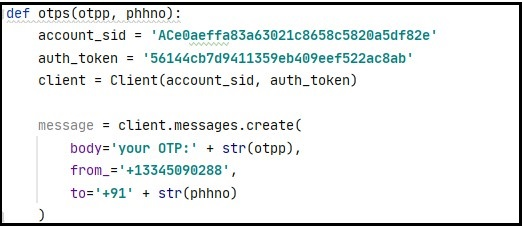 def otps(otpp, phhno):
    account_sid = 'ACe0aeffa83a63021c8658c5820a5df82e'
    auth_token = '56144cb7d9411359eb409eef522ac8ab'
    client = Client(account_sid, auth_token)
    message = client.messages.create(
        body='your OTP:' + str(otpp),
        from_='+13345090288',
        to='+91' + str(phhno)
    )